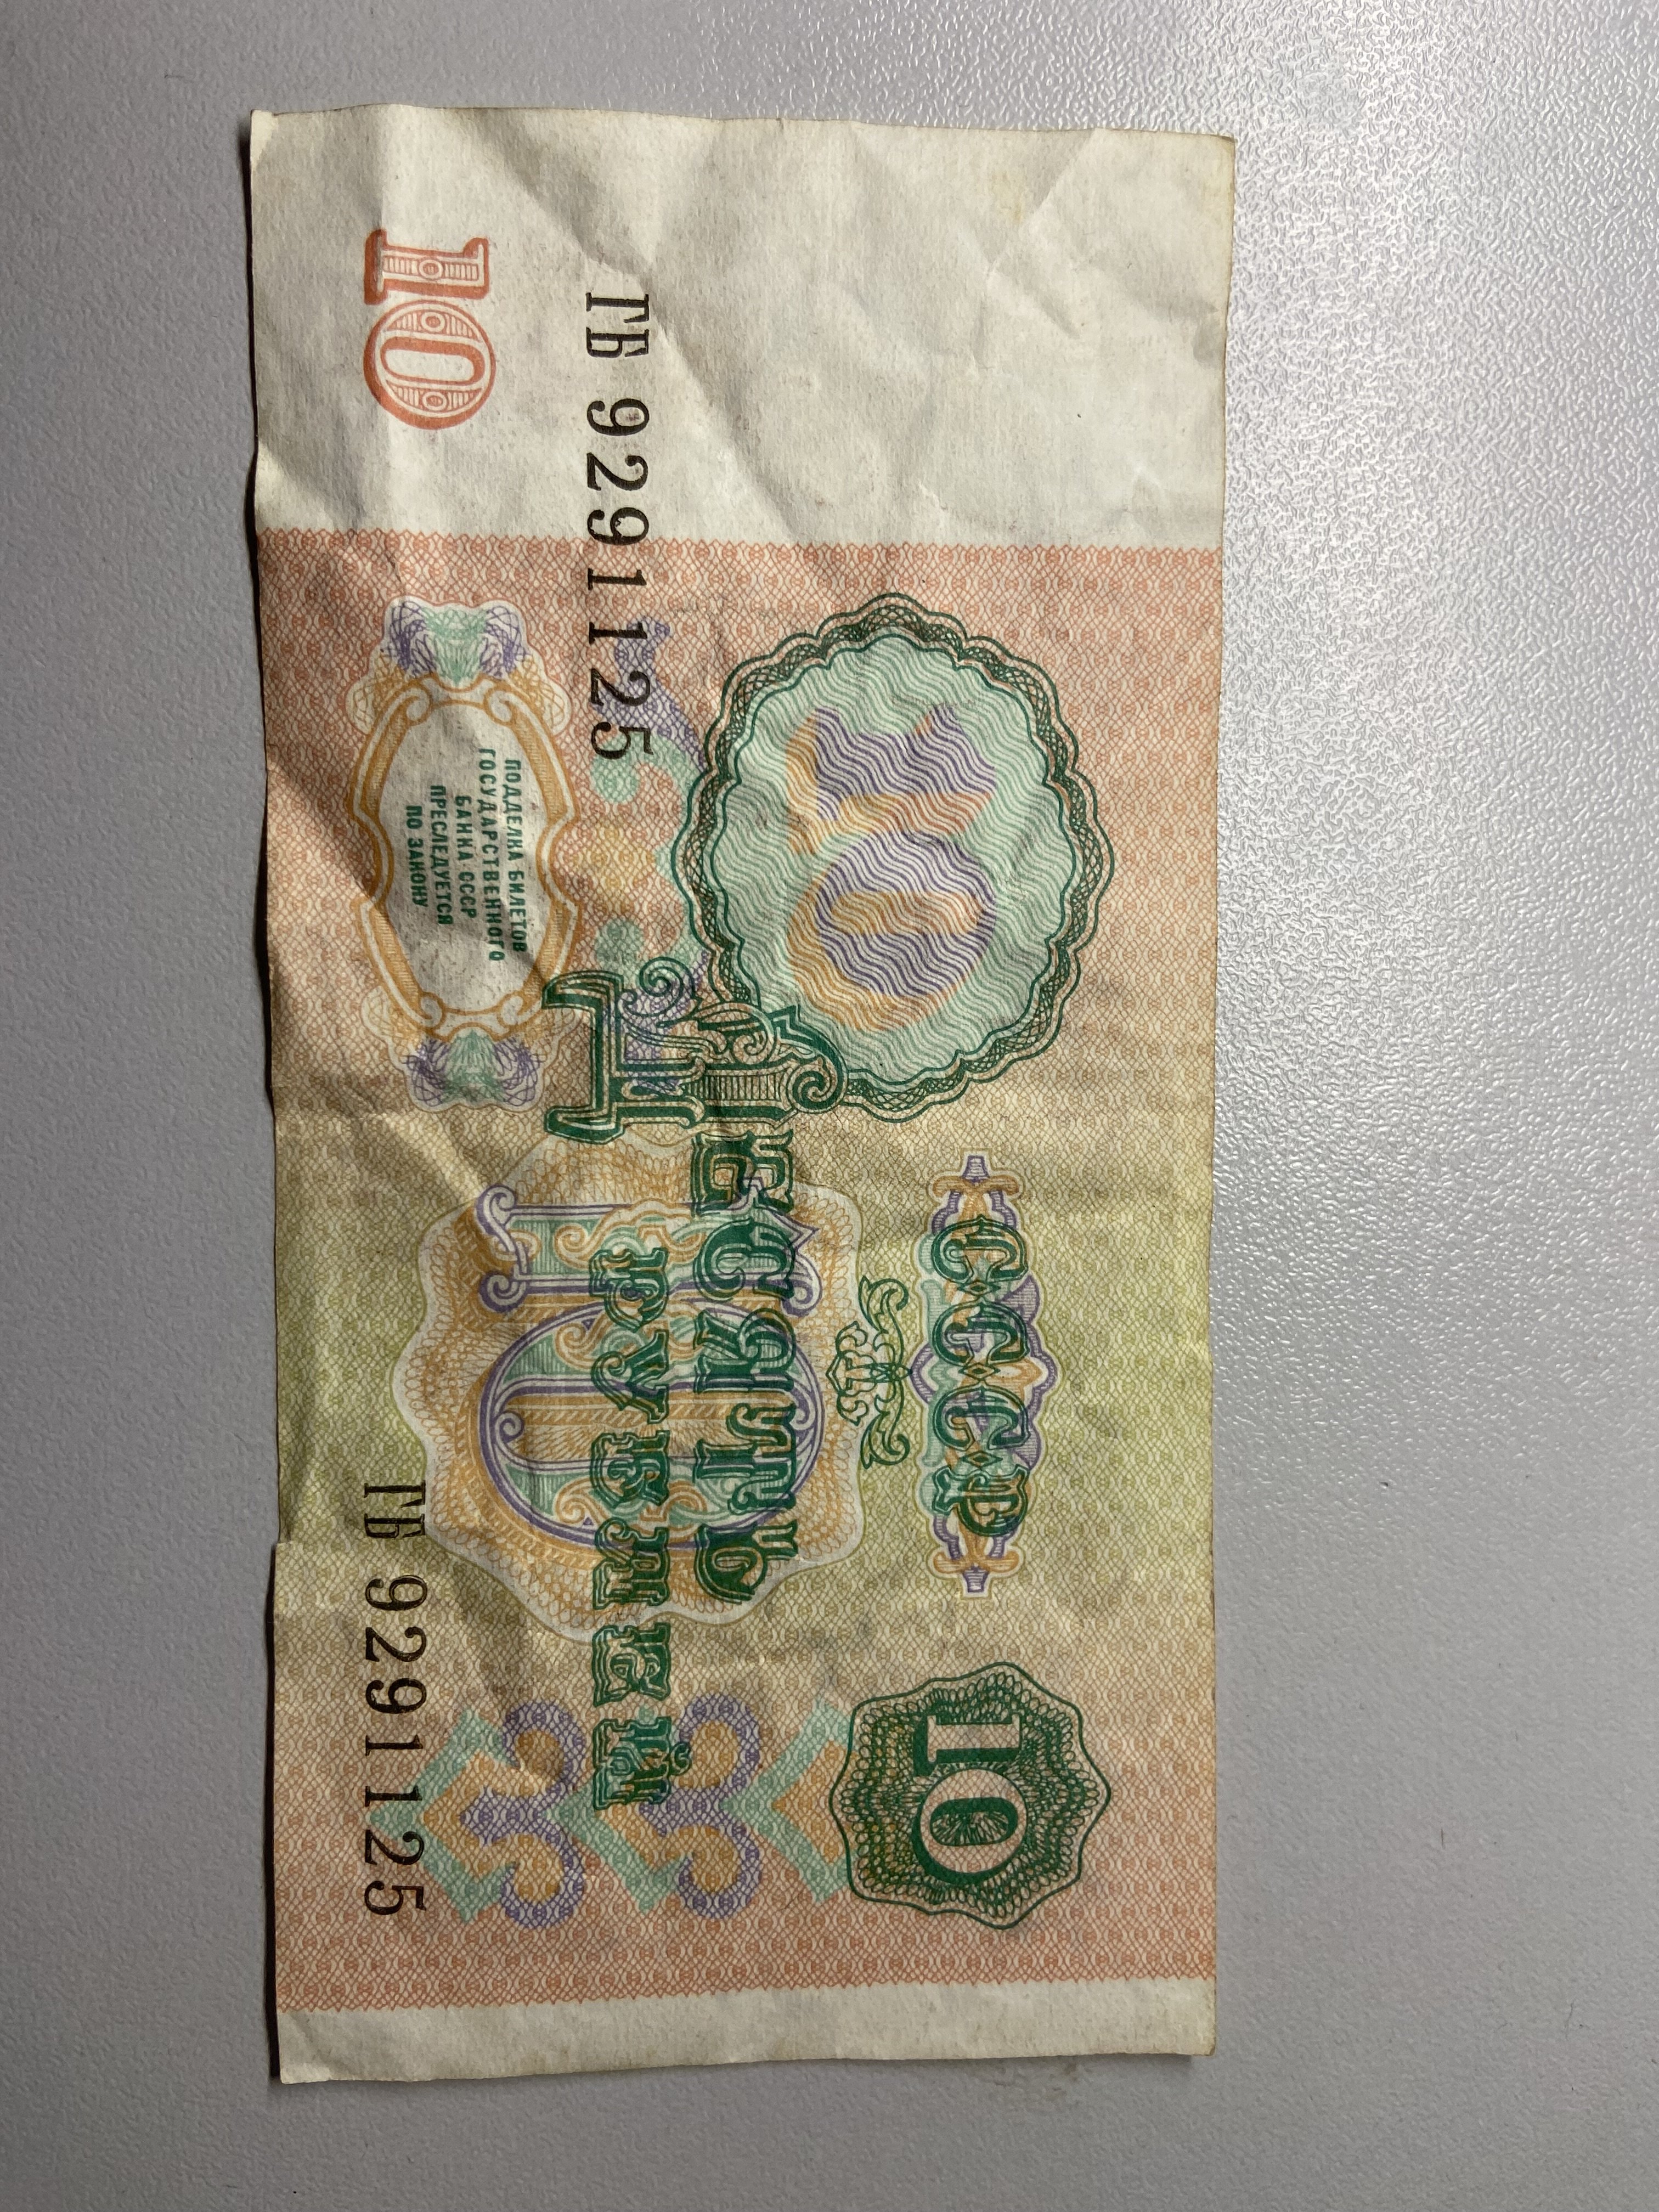 СССР
10
10
ГБ 9291125
ДЕСЯТЬ
РУБЛЕЙ
10
ПОДДЕЛКА БИЛЕТОВ
ГОСУДАРСТВЕННОГО
БАНКА СССР
ПРЕСЛЕДУЕТСЯ
ПО ЗАКОНУ
10
ГБ 9291125